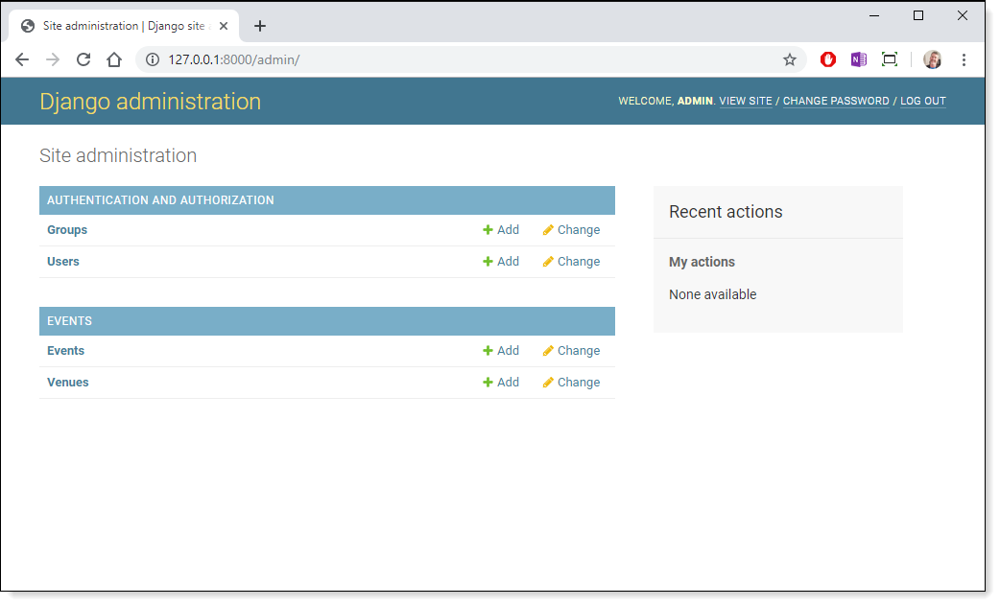 Site administration | Django site
127.0.0.1:8000/admin/
Django administration
WELCOME, ADMIN. VIEW SITE / CHANGE PASSWORD / LOG OUT
Site administration
AUTHENTICATION AND AUTHORIZATION
Groups Add Change
Users Add Change
EVENTS
Events Add Change
Venues Add Change
Recent actions
My actions
None available